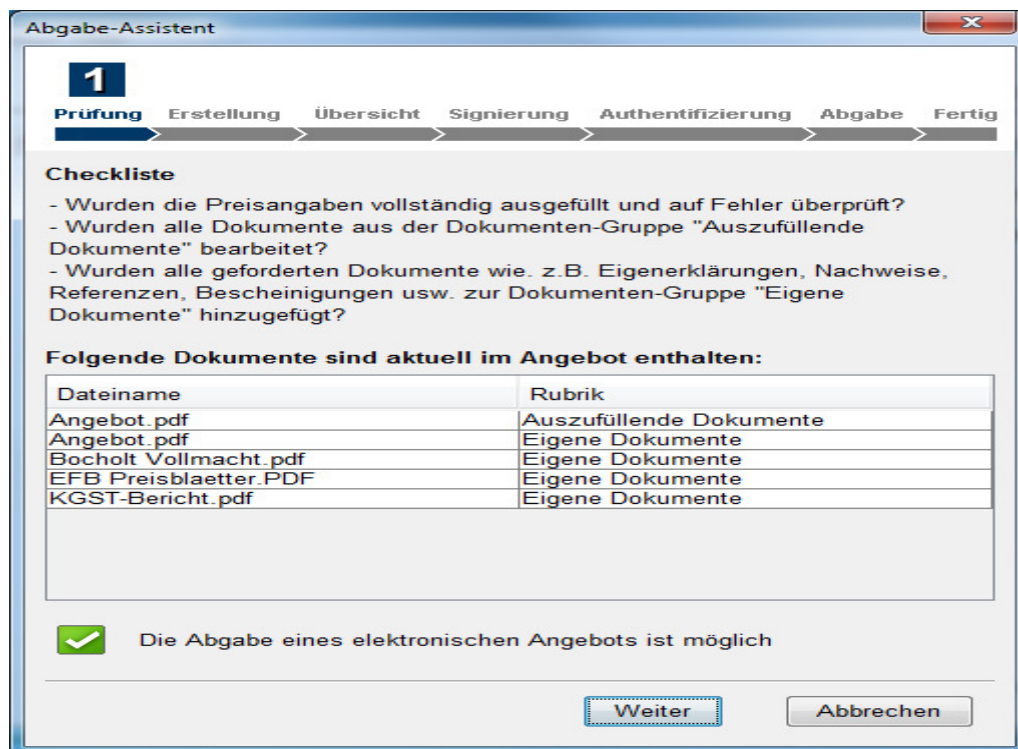 Abgabe-Assistent
1
Prüfung Erstellung Übersicht Signierung Authentifizierung Abgabe Fertig
Checkliste
- Wurden die Preisangaben vollständig ausgefüllt und auf Fehler überprüft?
- Wurden alle Dokumente aus der Dokumenten-Gruppe "Auszufüllende
Dokumente" bearbeitet?
- Wurden alle geforderten Dokumente wie. z.B. Eigenerklärungen, Nachweise,
Referenzen, Bescheinigungen usw. zur Dokumenten-Gruppe "Eigene
Dokumente" hinzugefügt?
Folgende Dokumente sind aktuell im Angebot enthalten:
Dateiname Rubrik
Angebot.pdf Auszufüllende Dokumente
Angebot.pdf Eigene Dokumente
Bocholt Vollmacht.pdf Eigene Dokumente
EFB Preisblaetter.PDF Eigene Dokumente
KGST-Bericht.pdf Eigene Dokumente
Die Abgabe eines elektronischen Angebots ist möglich
Weiter Abbrechen